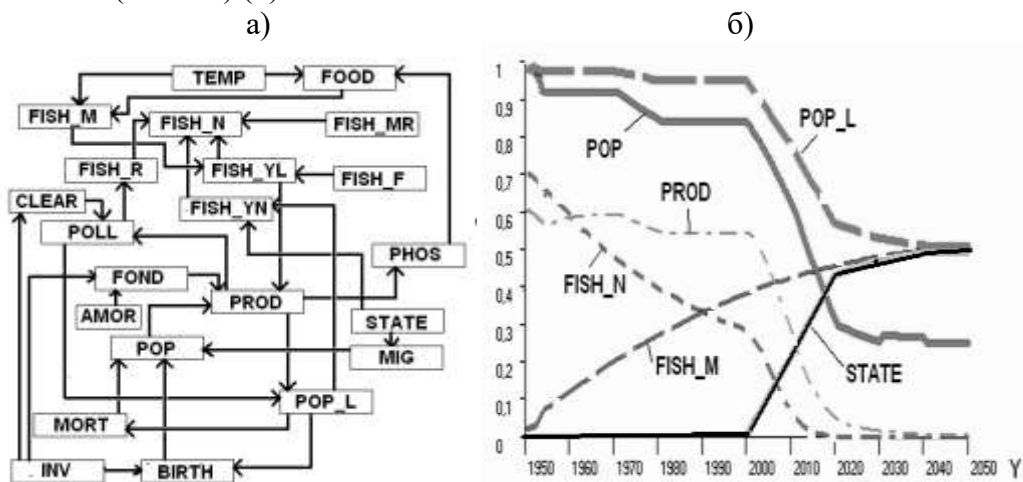 а) б)
TEMP FOOD
FISH_M FISH_N FISH_MR
FISH_R FISH_YL FISH_F
CLEAR FISH_YN
POLL PHOS
FOND PROD
AMOR STATE
POP MIG
MORT POP_L
INV BIRTH
1
0,9
0,8
0,7
0,6
0,5
0,4
0,3
0,2
0,1
0
POP_L
POP
PROD
FISH_N
FISH_M
STATE
1950 1960 1970 1980 1990 2000 2010 2020 2030 2040 2050 Y